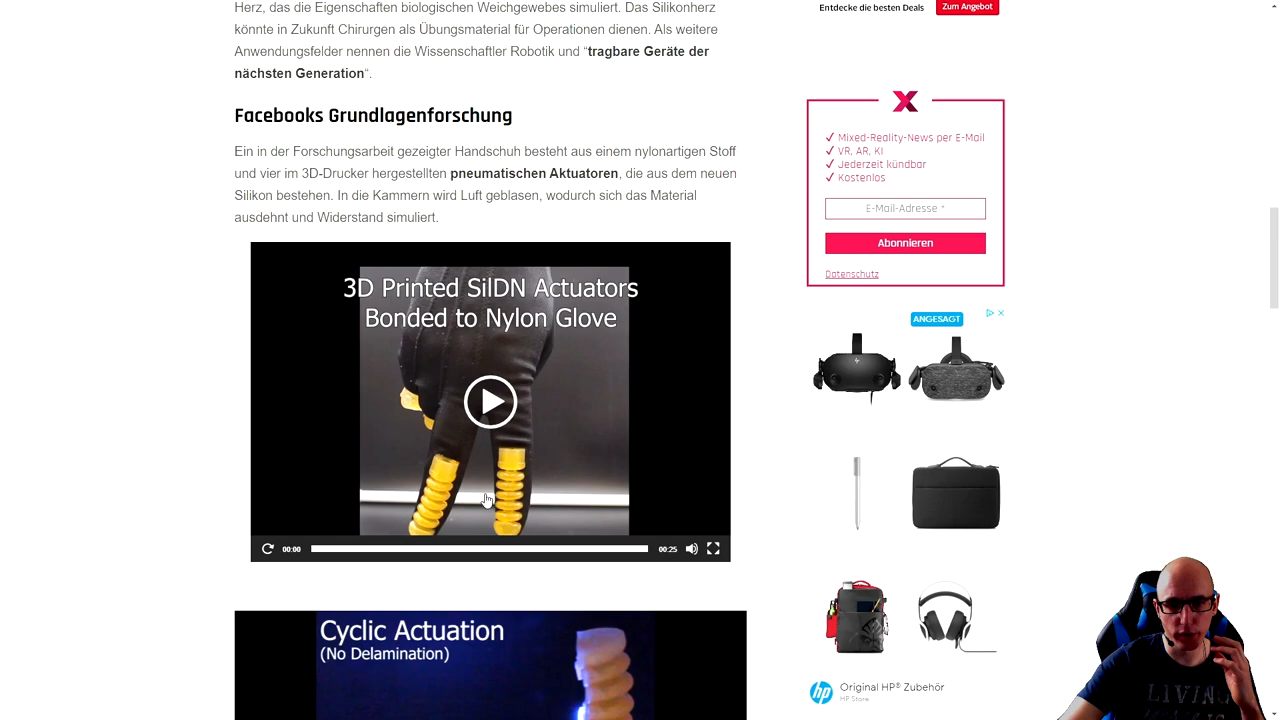 Herz, das die Eigenschaften biologischen Weichgewebes simuliert. Das Silikonherz
könnte in Zukunft Chirurgen als Übungsmaterial für Operationen dienen. Als weitere
Anwendungsfelder nennen die Wissenschaftler Robotik und “tragbare Geräte der
nächsten Generation“.
Facebooks Grundlagenforschung
Ein in der Forschungsarbeit gezeigter Handschuh besteht aus einem nylonartigen Stoff
und vier im 3D-Drucker hergestellten pneumatischen Aktuatoren, die aus dem neuen
Silikon bestehen. In die Kammern wird Luft geblasen, wodurch sich das Material
ausdehnt und Widerstand simuliert.
3D Printed SilDN Actuators
Bonded to Nylon Glove
00:00
00:25
Cyclic Actuation
(No Delamination)
Entdecke die besten Deals
Zum Angebot
Mixed-Reality-News per E-Mail
VR, AR, KI
Jederzeit kündbar
Kostenlos
E-Mail-Adresse *
Abonnieren
Datenschutz
ANGESAGT
hp
Original HP® Zubehör
HP Store
LIVING